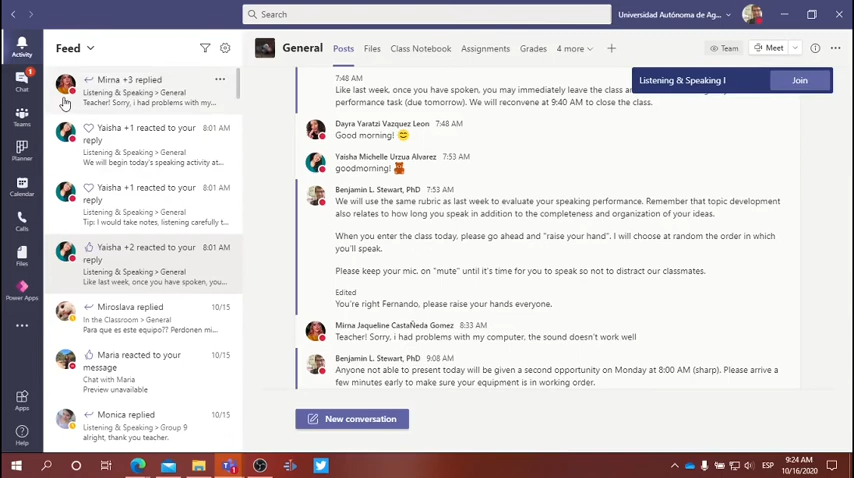 Search
Universidad Autónoma de Ag...
Activity
Chat
1
Teams
Planner
Calendar
Calls
Files
Power Apps
Apps
Help
Feed
Mirna +3 replied
Listening & Speaking > General
Teacher! Sorry, i had problems with my...
Yaisha +1 reacted to your 8:01 AM
reply
Listening & Speaking > General
We will begin today's speaking activity at...
Yaisha +1 reacted to your 8:01 AM
reply
Listening & Speaking > General
Tip: I would take notes, listening carefully t...
Yaisha +2 reacted to your 8:01 AM
reply
Listening & Speaking > General
Like last week, once you have spoken, you...
Miroslava replied 10/15
In the Classroom > General
Para que es este equipo?? Perdonen mi...
Maria reacted to your 10/15
message
Chat with Maria
Preview unavailable
Monica replied 10/15
Listening & Speaking > Group 9
alright, thank you teacher.
General Posts Files Class Notebook Assignments Grades 4 more
Team Meet
Listening & Speaking I Join
7:48 AM
Like last week, once you have spoken, you may immediately leave the class an
performance task (due tomorrow). We will reconvene at 9:40 AM to close the class.
Dayra Yaratzi Vazquez Leon 7:48 AM
Good morning! 😊
Yaisha Michelle Urzua Alvarez 7:53 AM
goodmorning! 🧸
Benjamin L. Stewart, PhD 7:53 AM
We will use the same rubric as last week to evaluate your speaking performance. Remember that topic development
also relates to how long you speak in addition to the completeness and organization of your ideas.
When you enter the class today, please go ahead and "raise your hand". I will choose at random the order in which
you'll speak.
Please keep your mic. on "mute" until it's time for you to speak so not to distract our classmates.
Edited
You're right Fernando, please raise your hands everyone.
Mirna Jaqueline CastaÑeda Gomez 8:33 AM
Teacher! Sorry, i had problems with my computer, the sound doesn't work well
Benjamin L. Stewart, PhD 9:08 AM
Anyone not able to present today will be given a second opportunity on Monday at 8:00 AM (sharp). Please arrive a
few minutes early to make sure your equipment is in working order.
New conversation
ESP
9:24 AM
10/16/2020